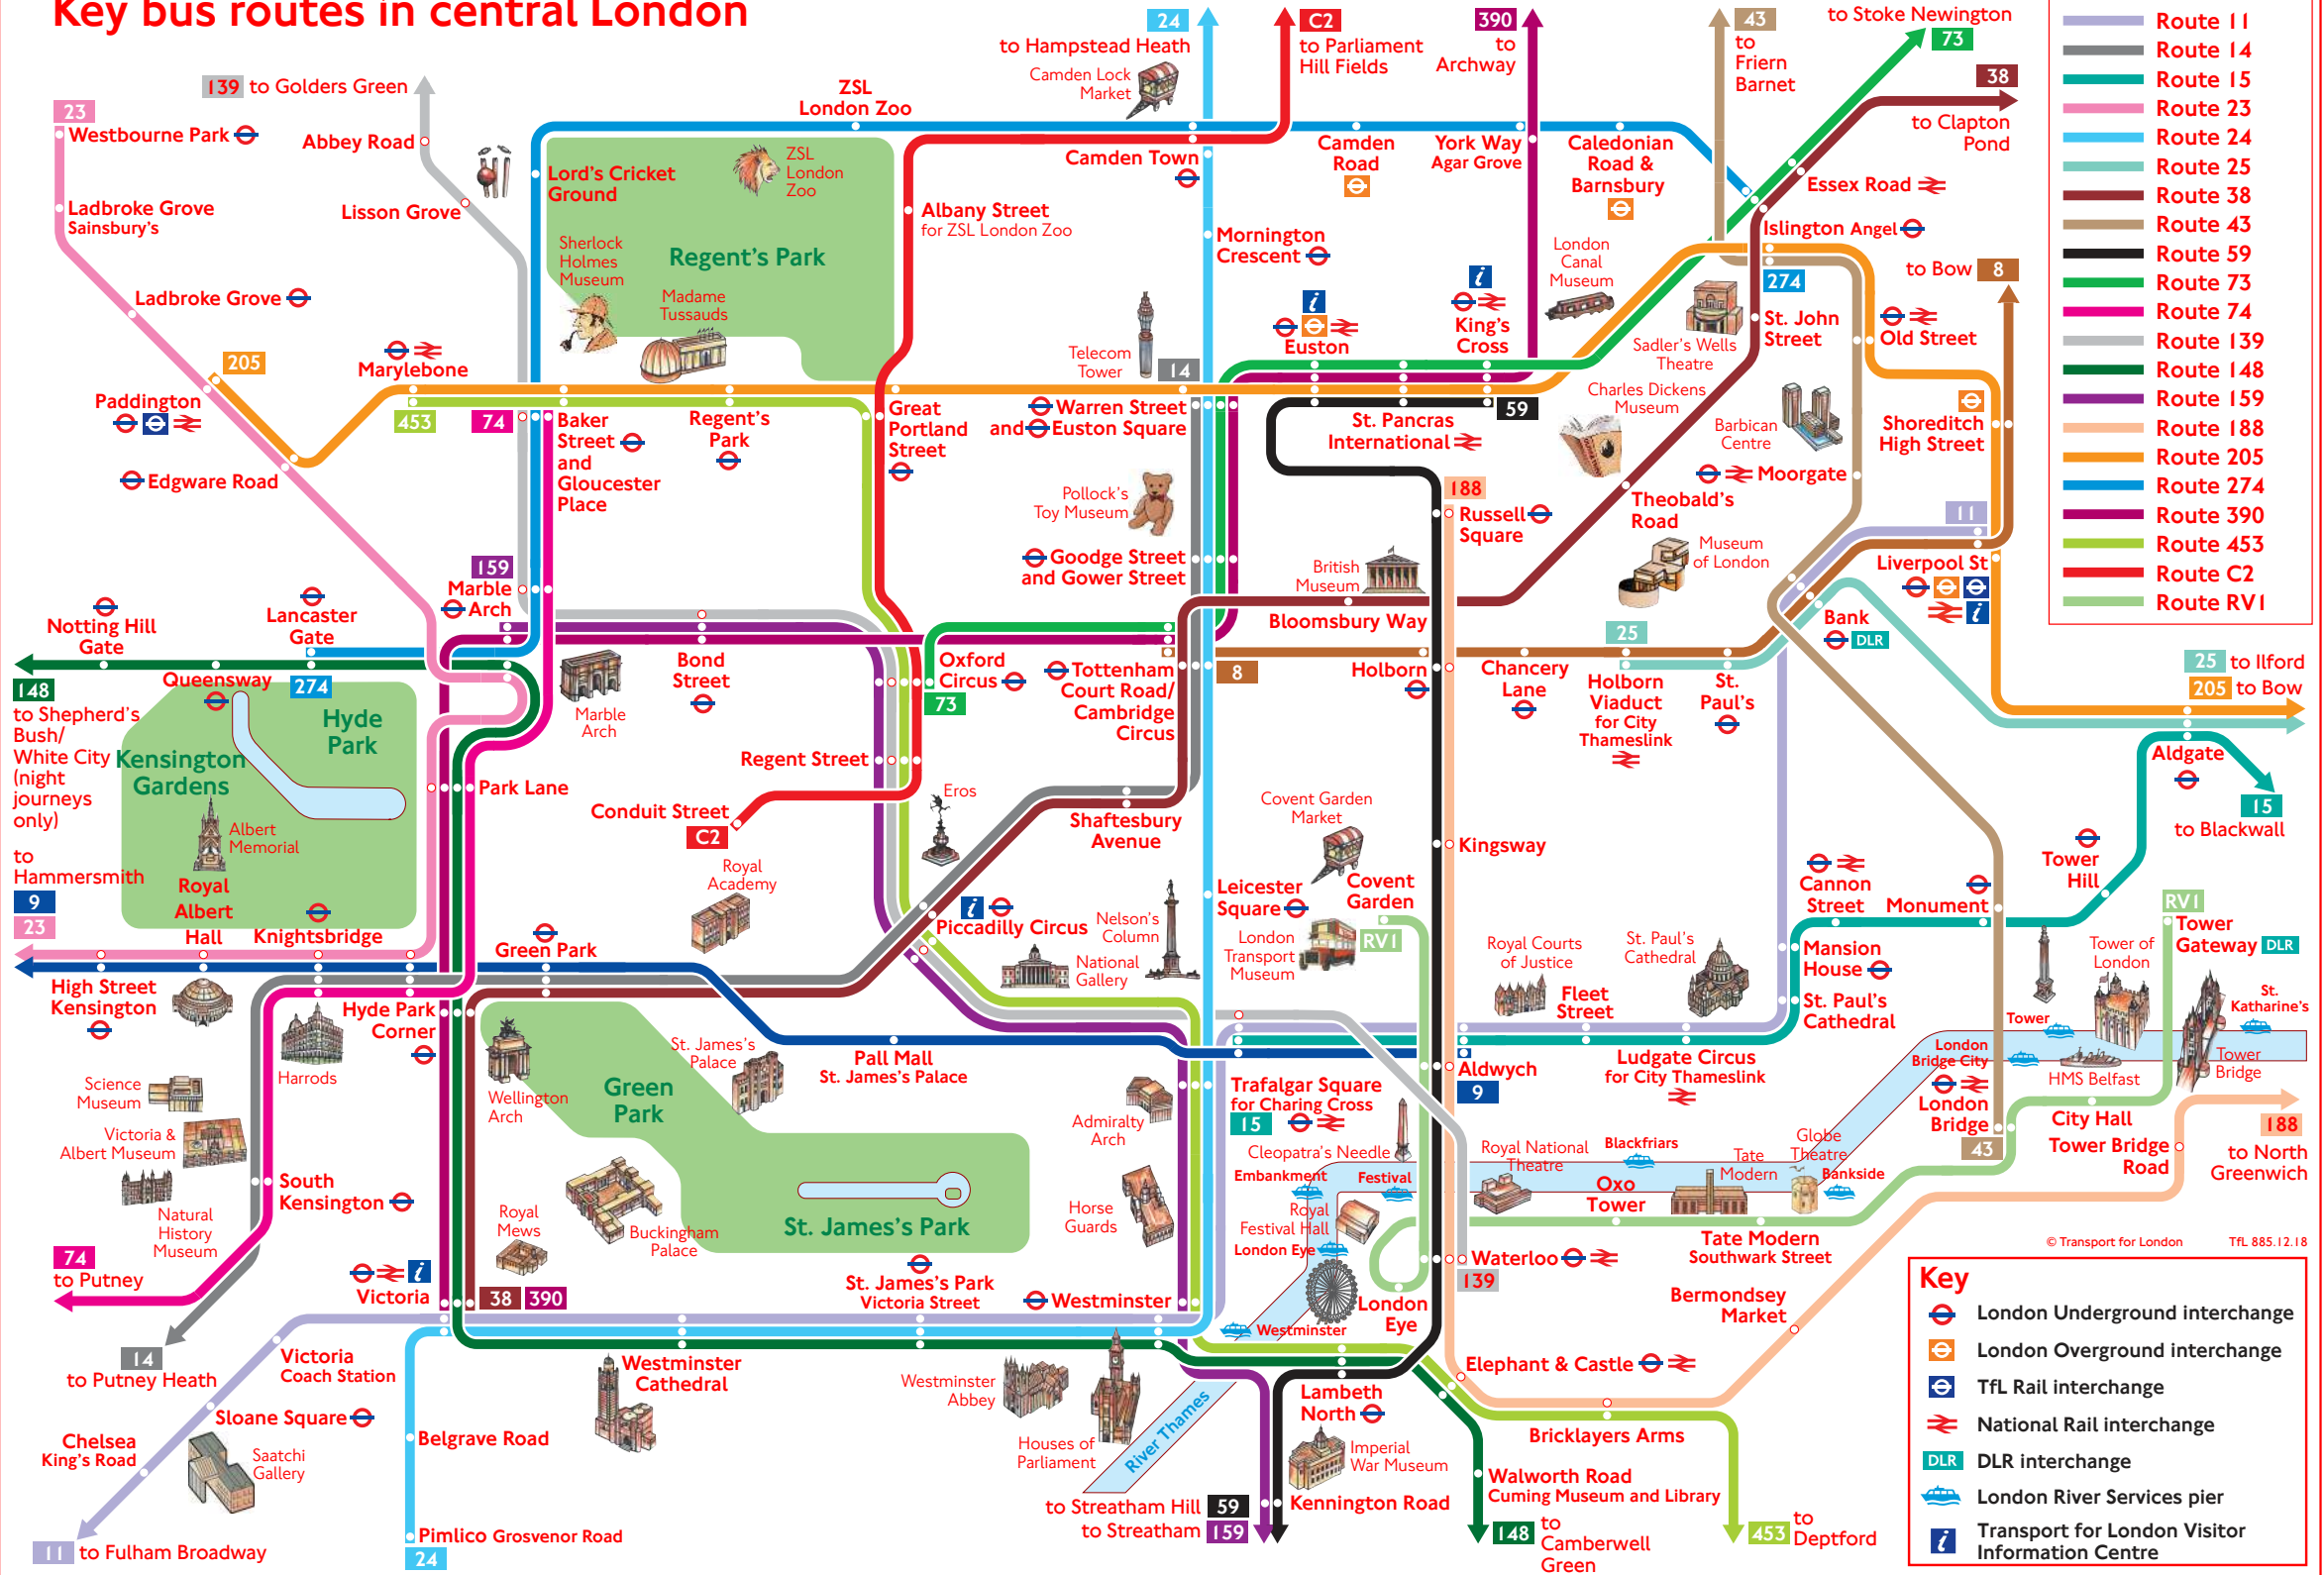 Key bus routes in central London
24
to Hampstead Heath
Camden Lock
Market
C2
to Parliament
Hill Fields
390
to
Archway
43
to
Friern
Barnet
to Stoke Newington
73
38
to Clapton
Pond
Route 11
Route 14
Route 15
Route 23
Route 24
Route 25
Route 38
Route 43
Route 59
Route 73
Route 74
Route 139
Route 148
Route 159
Route 188
Route 205
Route 274
Route 390
Route 453
Route C2
Route RV1
139 to Golders Green
23
Westbourne Park
Abbey Road
Ladbroke Grove
Sainsbury's
Lisson Grove
Ladbroke Grove
ZSL
London Zoo
Lord's Cricket
Ground
ZSL
London
Zoo
Sherlock
Holmes
Museum
Regent's Park
Madame
Tussauds
Albany Street
for ZSL London Zoo
Camden Town
Camden
Road
York Way
Agar Grove
Caledonian
Road &
Barnsbury
Essex Road
Islington Angel
Mornington
Crescent
London
Canal
Museum
to Bow 8
274
205
Marylebone
Paddington
453
74
Baker
Street
and
Gloucester
Place
Regent's
Park
Great
Portland
Street
Telecom
Tower
14
Euston
King's
Cross
Warren Street
and Euston Square
St. Pancras
International
59
Sadler's Wells
Theatre
St. John
Street
Old Street
Charles Dickens
Museum
Barbican
Centre
Shoreditch
High Street
Moorgate
Edgware Road
Pollock's
Toy Museum
188
Russell
Square
Theobald's
Road
Museum
of London
11
Liverpool St
Goodge Street
and Gower Street
British
Museum
Bloomsbury Way
159
Marble
Arch
Notting Hill
Gate
Lancaster
Gate
Queensway
274
148
to Shepherd's
Bush/
White City
(night
journeys
only)
Hyde
Park
Kensington
Gardens
Albert
Memorial
Marble
Arch
Bond
Street
Oxford
Circus
73
Tottenham
Court Road/
Cambridge
Circus
8
Holborn
Chancery
Lane
25
Holborn
Viaduct
for City
Thameslink
St.
Paul's
Bank
DLR
25 to Ilford
205 to Bow
Aldgate
15
to Blackwall
Park Lane
Regent Street
Conduit Street
C2
Eros
Shaftesbury
Avenue
Covent Garden
Market
Kingsway
to
Hammersmith
9
23
Royal
Albert
Hall
Knightsbridge
Green Park
Royal
Academy
Piccadilly Circus
National
Gallery
Nelson's
Column
Leicester
Square
Covent
Garden
RV1
London
Transport
Museum
Royal Courts
of Justice
St. Paul's
Cathedral
Fleet
Street
Cannon
Street
Monument
Tower
Hill
Mansion
House
St. Paul's
Cathedral
RV1
Tower
Gateway DLR
Tower of
London
St.
Katharine's
Tower
London
Bridge City
HMS Belfast
Tower
Bridge
High Street
Kensington
Hyde Park
Corner
Harrods
Wellington
Arch
St. James's
Palace
Pall Mall
St. James's Palace
Green
Park
Admiralty
Arch
Trafalgar Square
for Charing Cross
15
Aldwych
9
Ludgate Circus
for City Thameslink
London
Bridge
43
City Hall
Tower Bridge
Road
188
to North
Greenwich
Science
Museum
Victoria &
Albert Museum
Natural
History
Museum
South
Kensington
Royal
Mews
Buckingham
Palace
St. James's Park
Horse
Guards
Cleopatra's Needle
Embankment
Festival
Royal
Festival Hall
London Eye
Royal National
Theatre
Blackfriars
Oxo
Tower
Tate
Modern
Globe
Theatre
Bankside
Tate Modern
Southwark Street
© Transport for London
TfL 885.12.18
74
to Putney
Victoria
38
390
St. James's Park
Victoria Street
Westminster
Westminster
London
Eye
Waterloo
139
Bermondsey
Market
14
to Putney Heath
Victoria
Coach Station
Sloane Square
Chelsea
King's Road
Saatchi
Gallery
11 to Fulham Broadway
Belgrave Road
Pimlico Grosvenor Road
24
Westminster
Cathedral
Westminster
Abbey
Houses of
Parliament
River Thames
Lambeth
North
Imperial
War Museum
Elephant & Castle
Bricklayers Arms
to Streatham Hill 59
to Streatham 159
Kennington Road
Walworth Road
Cuming Museum and Library
148
to
Camberwell
Green
453
to
Deptford
Key
London Underground interchange
London Overground interchange
TfL Rail interchange
National Rail interchange
DLR DLR interchange
London River Services pier
i Transport for London Visitor
Information Centre